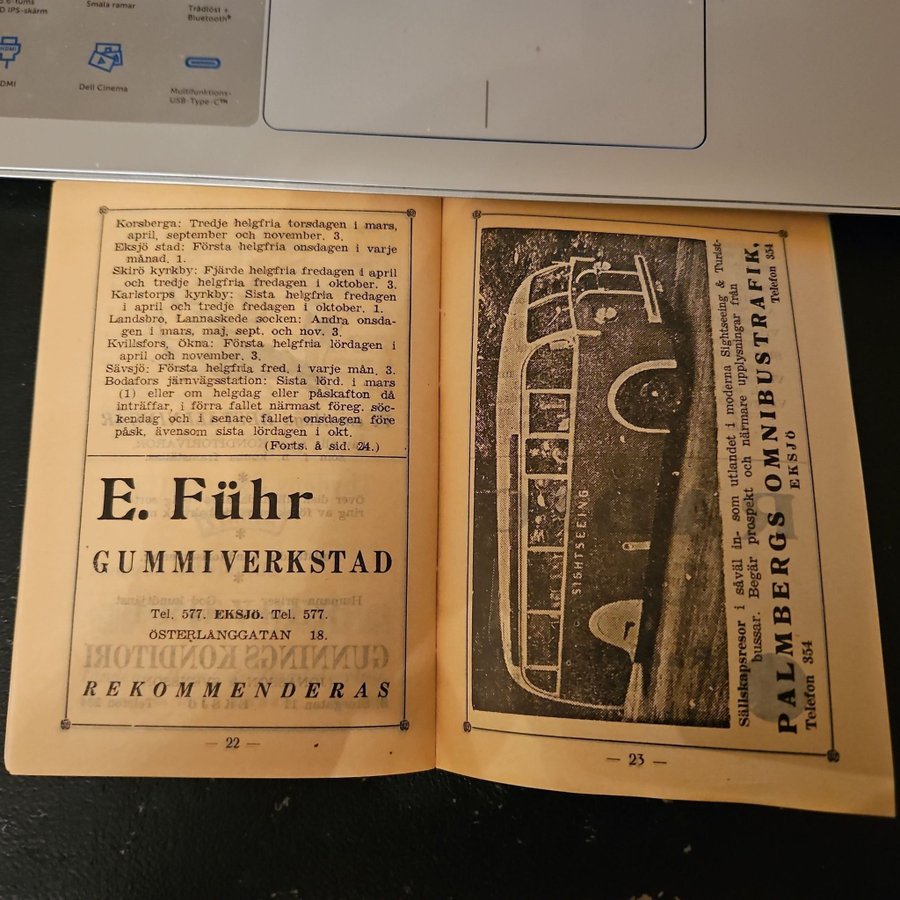 IPS-skärm
Smala ramar
Trådlöst +
Bluetooth®
HDMI
Dell Cinema
Multifunktions-
USB-Type-C™
Korsberga: Tredje helgfria torsdagen i mars,
april, september och november. 3.
Eksjö stad: Första helgfria onsdagen i varje
månad. 1.
Skirö kyrkby: Fjärde helgfria fredagen i april
och tredje helgfria fredagen i oktober. 3.
Karlstorps kyrkby: Sista helgfria fredagen
i april och tredje fredagen i oktober. 1.
Landsbro, Lannaskede socken: Andra onsda-
gen i mars, maj, sept. och nov. 3.
Kvillsfors, Ökna: Första helgfria lördagen i
april och november. 3.
Sävsjö: Första helgfria fred. i varje mån. 3.
Bodafors järnvägsstation: Sista lörd. i mars
(1) eller om helgdag eller påskafton då
inträffar, i förra fallet närmast föreg. söc-
kendag och i senare fallet onsdagen före
påsk, ävensom sista lördagen i okt.
(Forts. å sid. 24.)
E. Führ
GUMMIVERKSTAD
Tel. 577. EKSJÖ. Tel. 577.
ÖSTERLÅNGGATAN 18.
REKOMMENDERAS
— 22 —
SIGHTSEEING
Sällskapsresor i såväl in- som utlandet i moderna Sightseeing & Turist-
bussar. Begär prospekt och närmare upplysningar från
PALMBERGS OMNIBUSTRAFIK,
EKSJÖ
Telefon 354
Telefon 354
— 23 —